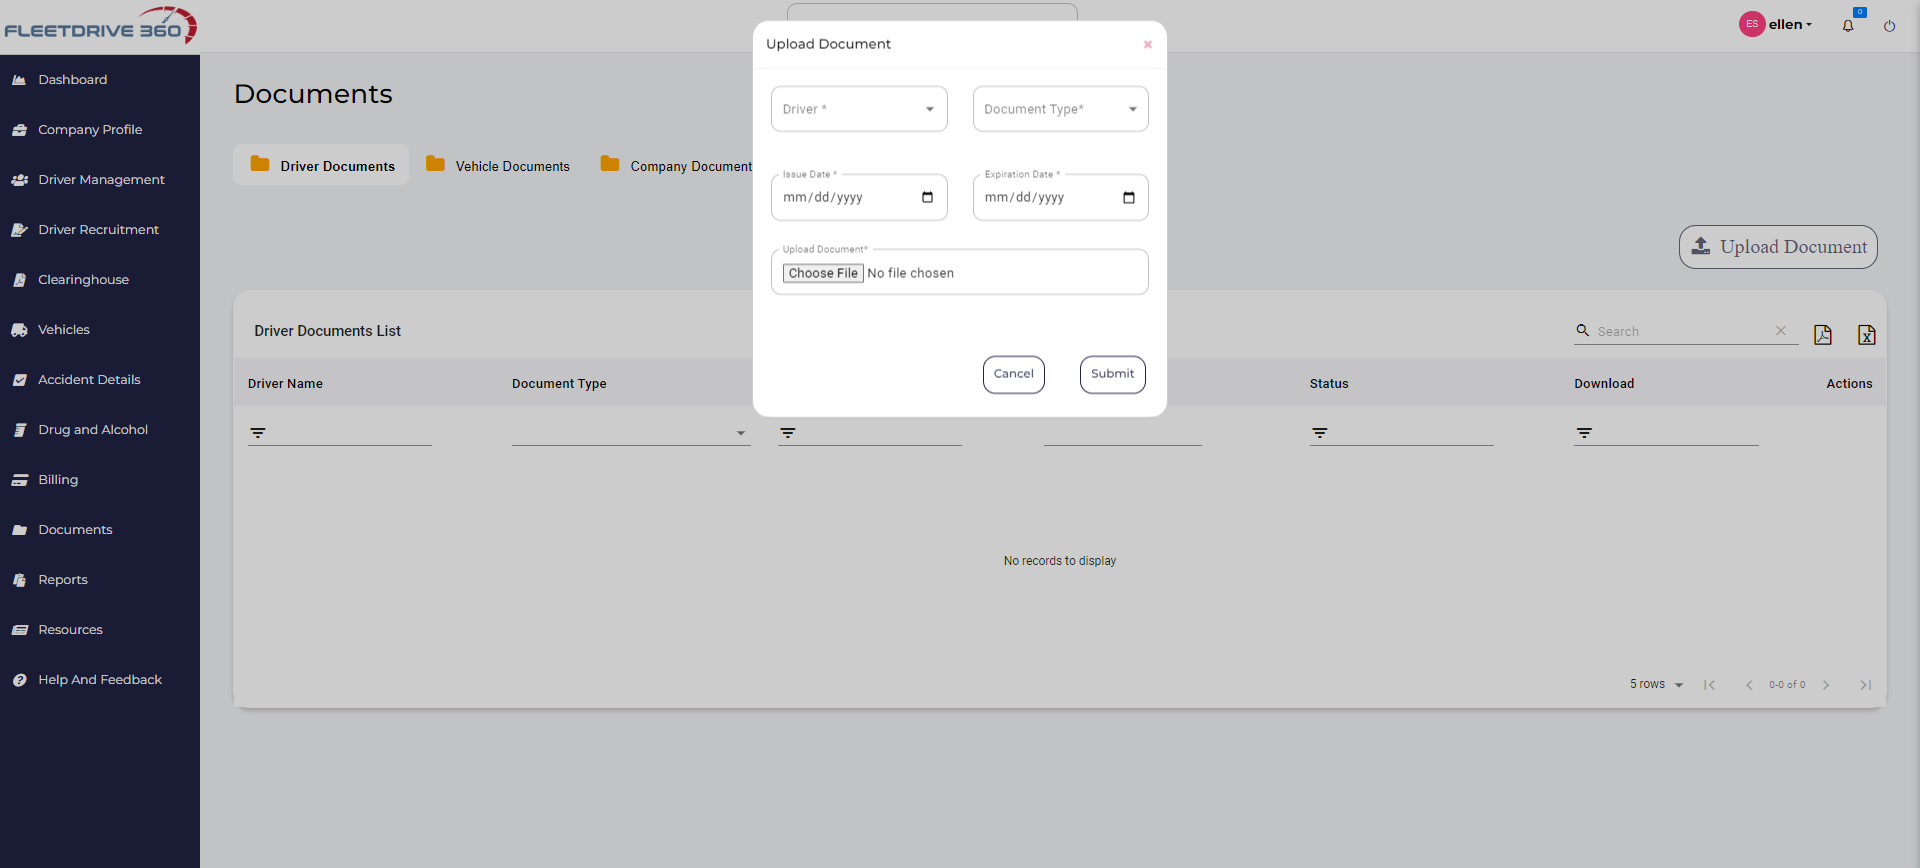 FLEETDRIVE 360
ES ellen
0
Dashboard
Company Profile
Driver Management
Driver Recruitment
Clearinghouse
Vehicles
Accident Details
Drug and Alcohol
Billing
Documents
Reports
Resources
Help And Feedback
Documents
Driver Documents
Vehicle Documents
Company Document
Upload Document
Driver Documents List
Search
Driver Name
Document Type
Status
Download
Actions
No records to display
5 rows
0-0 of 0
Upload Document
Driver *
Document Type*
Issue Date *
mm/dd/yyyy
Expiration Date *
mm/dd/yyyy
Upload Document*
Choose File No file chosen
Cancel
Submit